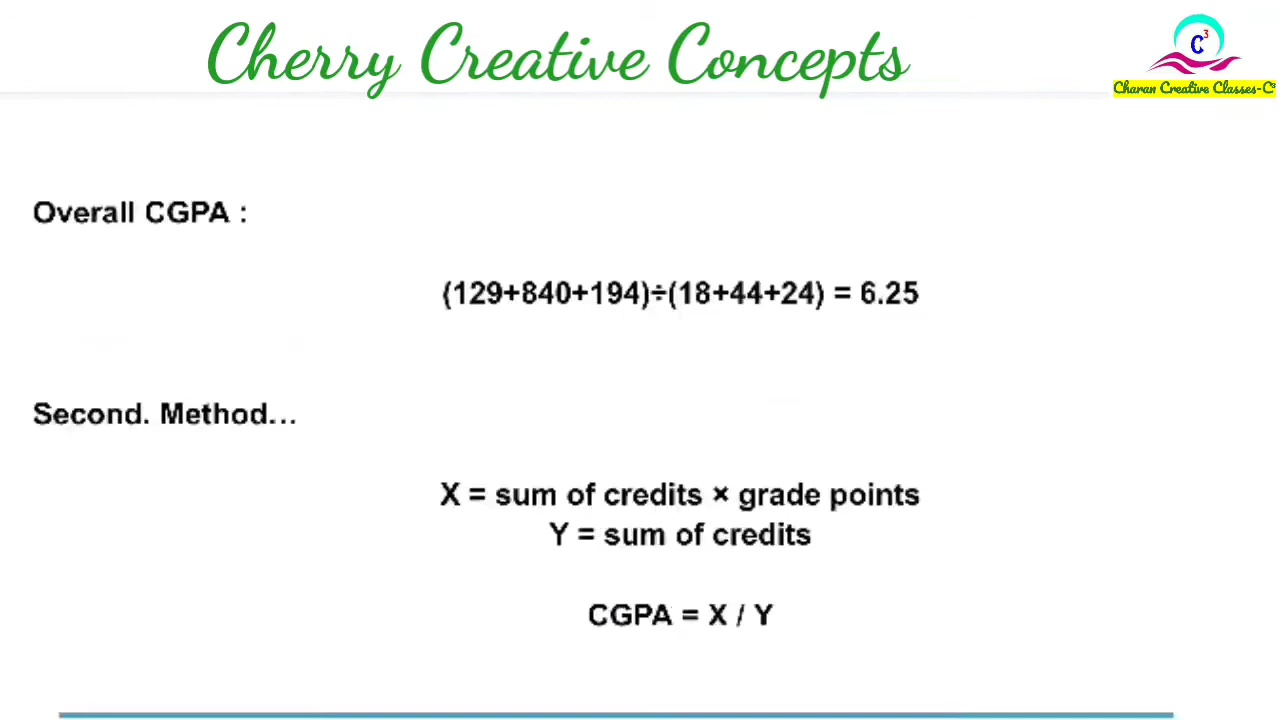 Cherry Creative Concepts
C³
Charan Creative Classes-C³
Overall CGPA :
(129+840+194)÷(18+44+24) = 6.25
Second. Method...
X = sum of credits × grade points
Y = sum of credits
CGPA = X / Y